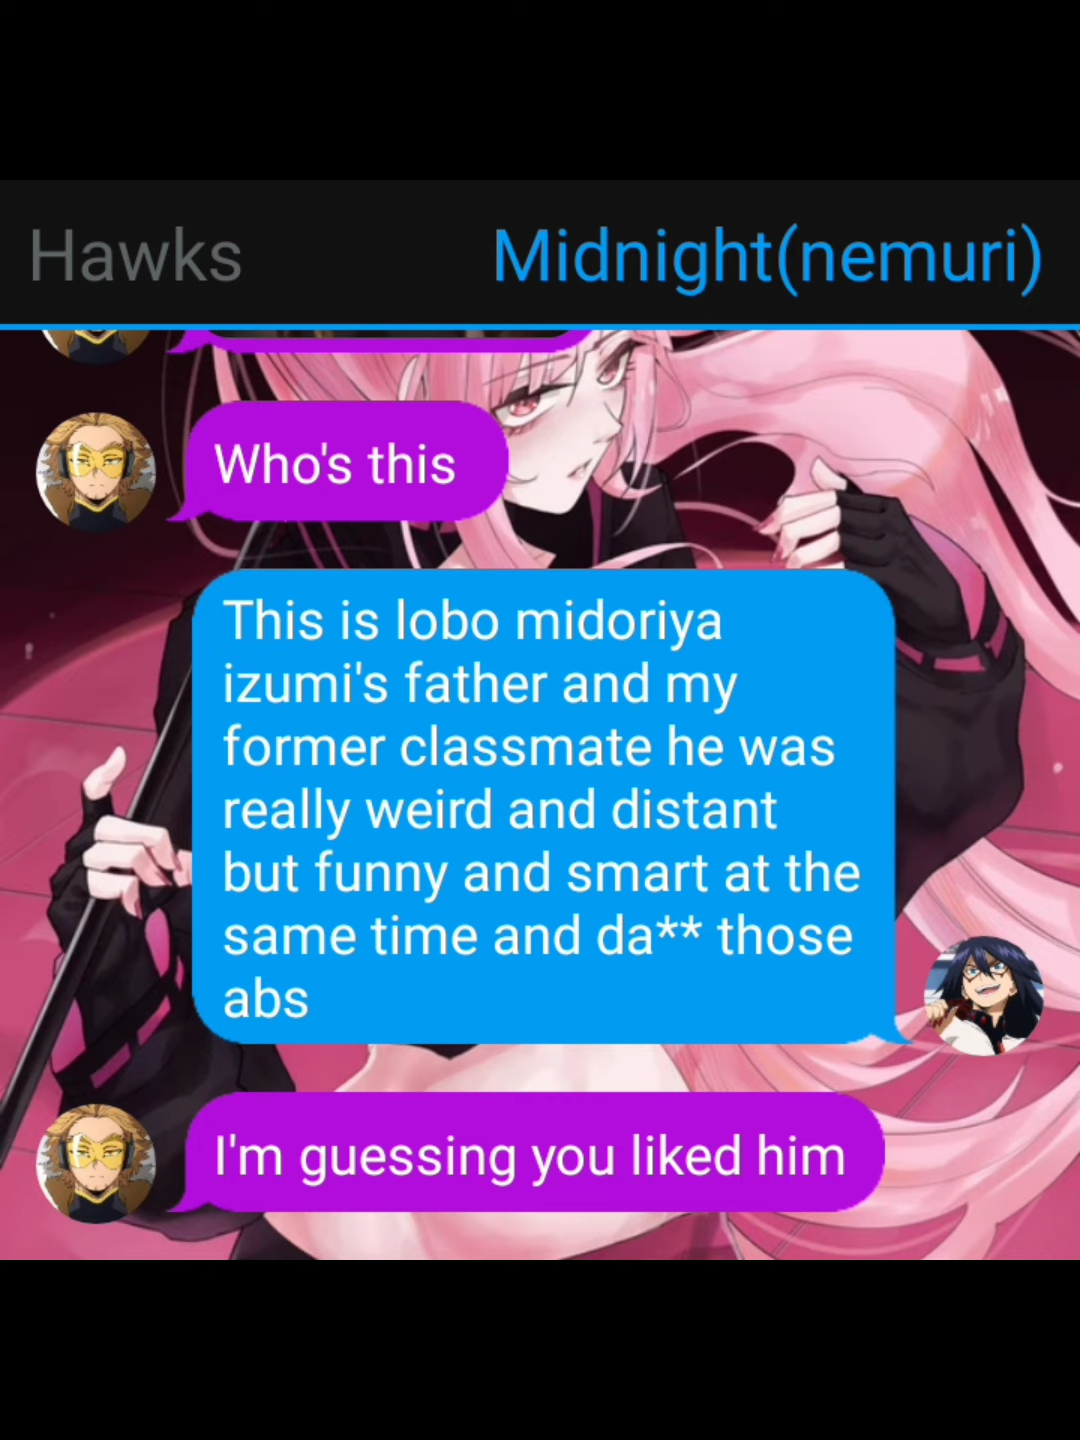 Hawks
Midnight(nemuri)
Who's this
This is lobo midoriya
izumi's father and my
former classmate he was
really weird and distant
but funny and smart at the
same time and da** those
abs
I'm guessing you liked him